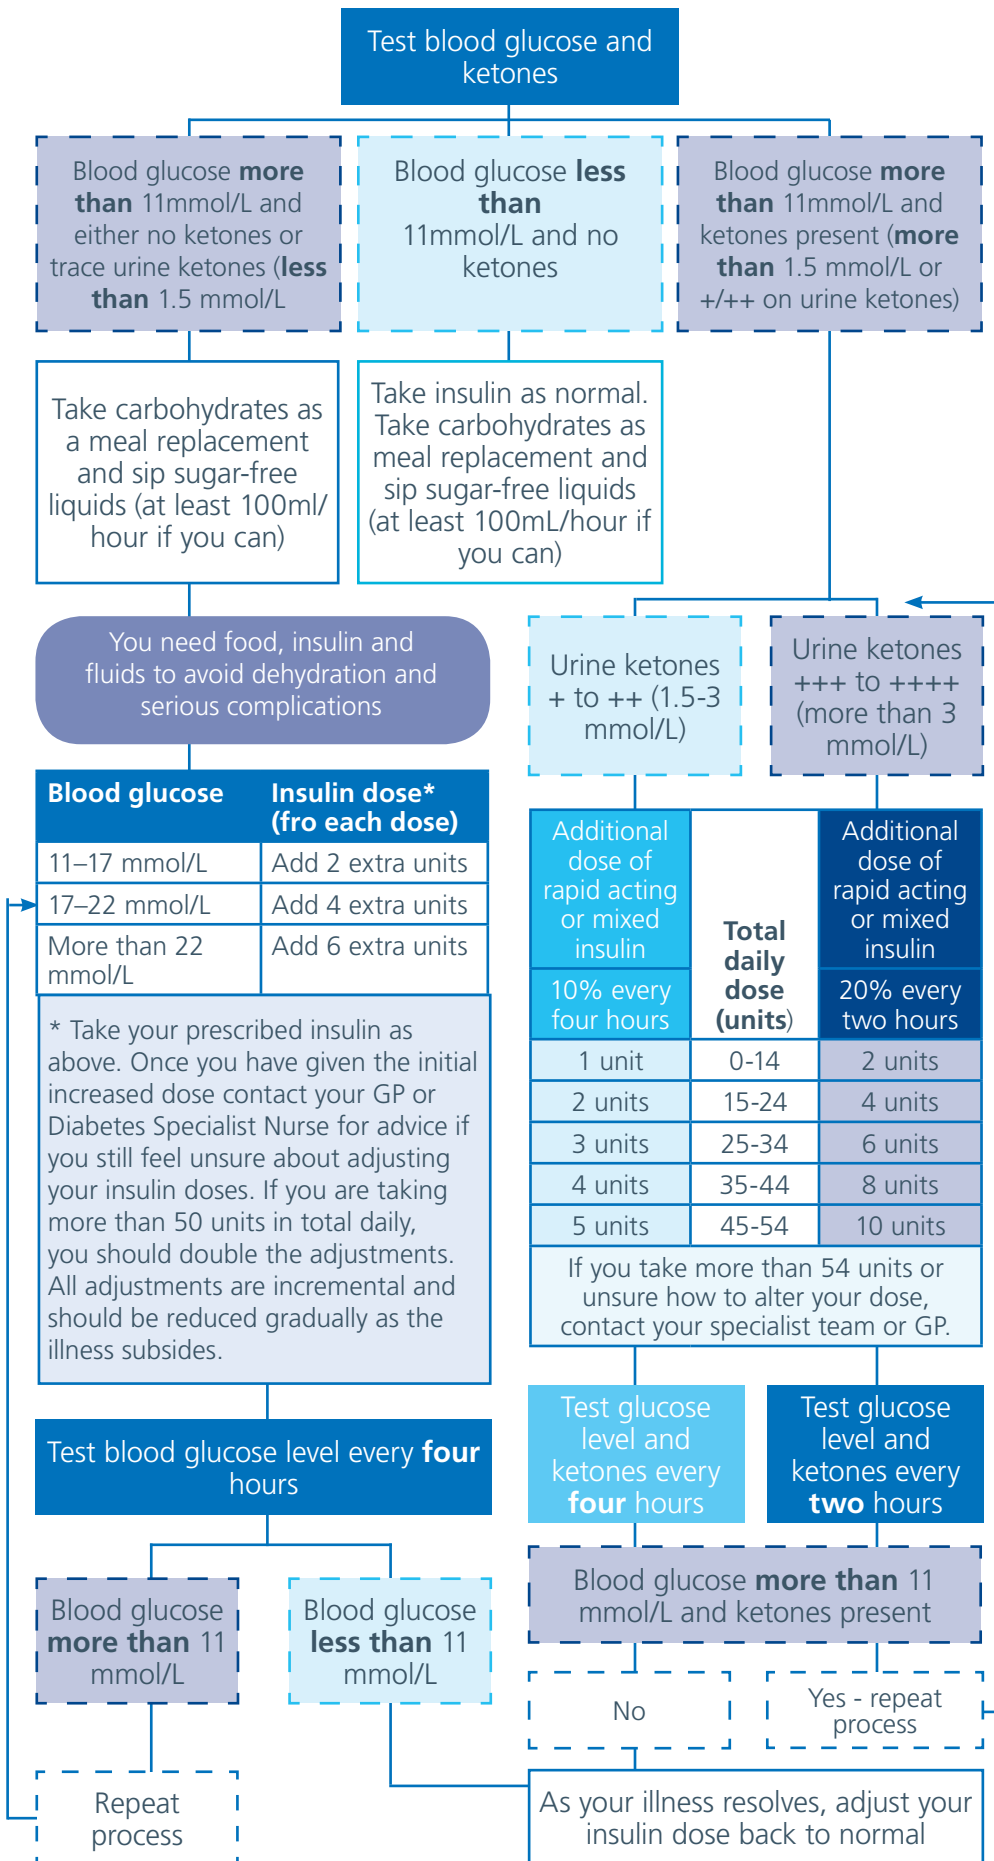 Test blood glucose and
ketones
Blood glucose more
than 11mmol/L and
either no ketones or
trace urine ketones (less
than 1.5 mmol/L
Blood glucose less
than
11mmol/L and no
ketones
Blood glucose more
than 11mmol/L and
ketones present (more
than 1.5 mmol/L or
+/++ on urine ketones)
Take carbohydrates as
a meal replacement
and sip sugar-free
liquids (at least 100ml/
hour if you can)
Take insulin as normal.
Take carbohydrates as
meal replacement and
sip sugar-free liquids
(at least 100mL/hour if
you can)
You need food, insulin and
fluids to avoid dehydration and
serious complications
Urine ketones
+ to ++ (1.5-3
mmol/L)
Urine ketones
+++ to ++++
(more than 3
mmol/L)
Blood glucose Insulin dose*
(fro each dose)
11–17 mmol/L Add 2 extra units
17–22 mmol/L Add 4 extra units
More than 22 Add 6 extra units
mmol/L
* Take your prescribed insulin as
above. Once you have given the initial
increased dose contact your GP or
Diabetes Specialist Nurse for advice if
you still feel unsure about adjusting
your insulin doses. If you are taking
more than 50 units in total daily,
you should double the adjustments.
All adjustments are incremental and
should be reduced gradually as the
illness subsides.
Additional
dose of
rapid acting
or mixed
insulin
10% every
four hours
Total
daily
dose
(units)
Additional
dose of
rapid acting
or mixed
insulin
20% every
two hours
1 unit 0-14 2 units
2 units 15-24 4 units
3 units 25-34 6 units
4 units 35-44 8 units
5 units 45-54 10 units
If you take more than 54 units or
unsure how to alter your dose,
contact your specialist team or GP.
Test blood glucose level every four
hours
Test glucose
level and
ketones every
four hours
Test glucose
level and
ketones every
two hours
Blood glucose
more than 11
mmol/L
Blood glucose
less than 11
mmol/L
Blood glucose more than 11
mmol/L and ketones present
No
Yes - repeat
process
Repeat
process
As your illness resolves, adjust your
insulin dose back to normal